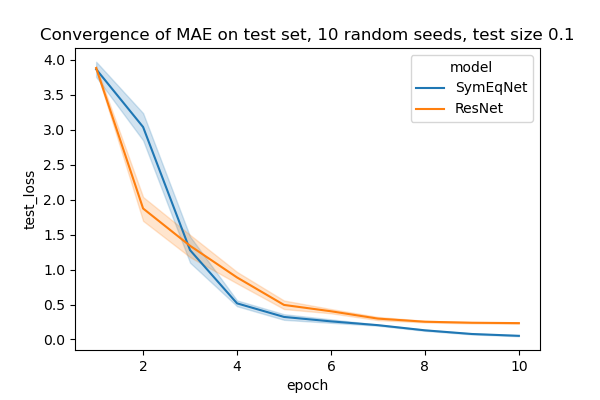 Convergence of MAE on test set, 10 random seeds, test size 0.1
4.0
3.5
3.0
2.5
2.0
1.5
1.0
0.5
0.0
test_loss
model
SymEqNet
ResNet
2
4
6
8
10
epoch